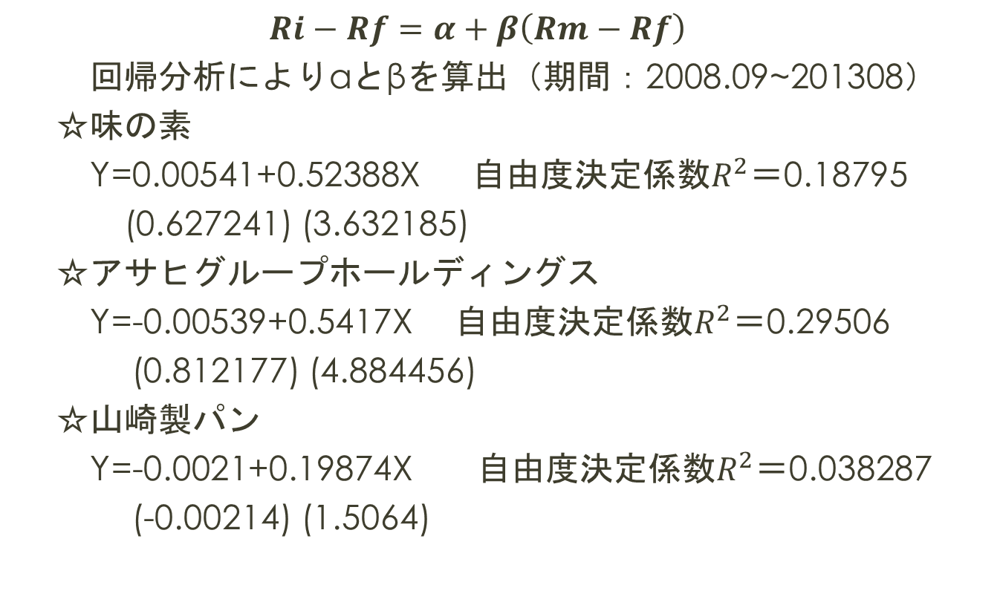 Ri − Rf = α + β(Rm − Rf)
回帰分析によりαとβを算出（期間：2008.09~201308）
☆味の素
Y=0.00541+0.52388X 自由度決定係数R²＝0.18795
(0.627241) (3.632185)
☆アサヒグループホールディングス
Y=-0.00539+0.5417X 自由度決定係数R²＝0.29506
(0.812177) (4.884456)
☆山崎製パン
Y=-0.0021+0.19874X 自由度決定係数R²＝0.038287
(-0.00214) (1.5064)